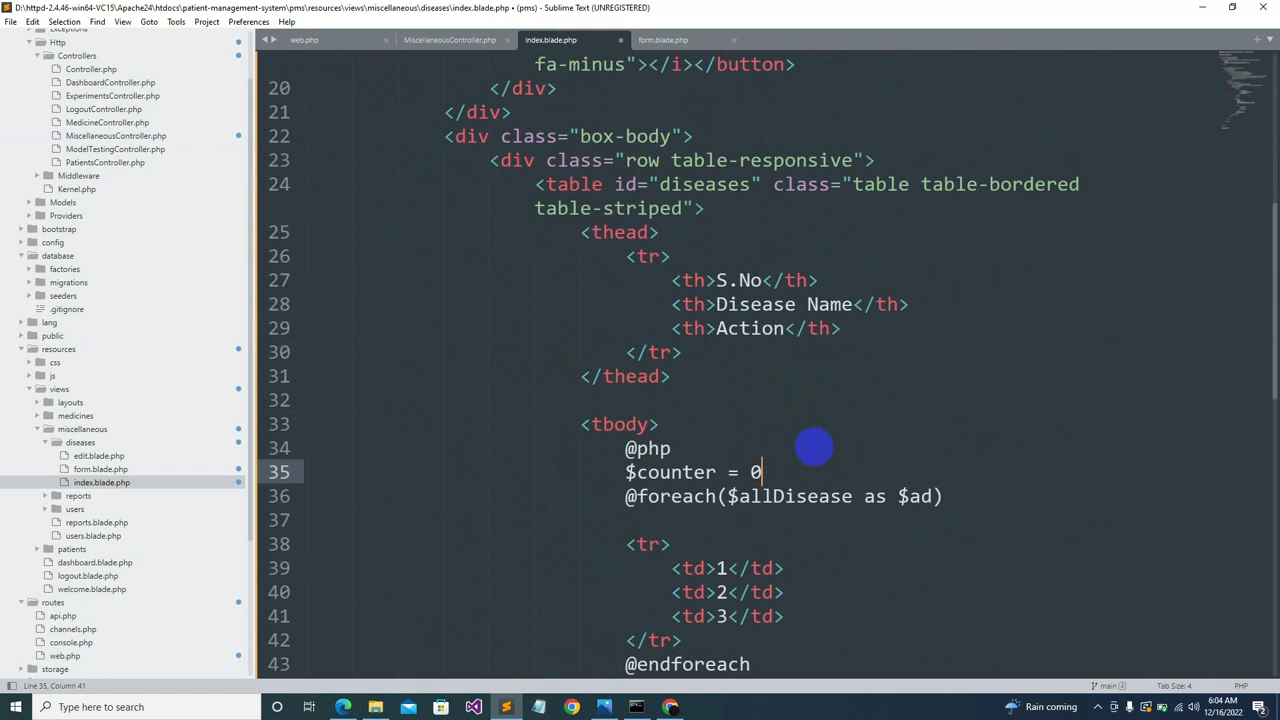 D:\httpd-2.4.46-win64-VC15\Apache24\htdocs\patient-management-system\pms\resources\views\miscellaneous\diseases\index.blade.php • (pms) - Sublime Text (UNREGISTERED)
File Edit Selection Find View Goto Tools Project Preferences Help
web.php MiscellaneousController.php index.blade.php form.blade.php
Exceptions
Http
Controllers
Controller.php
DashboardController.php
ExperimentsController.php
LogoutController.php
MedicineController.php
MiscellaneousController.php
ModelTestingController.php
PatientsController.php
Middleware
Kernel.php
Models
Providers
bootstrap
config
database
factories
migrations
seeders
.gitignore
lang
public
resources
css
js
views
layouts
medicines
miscellaneous
diseases
edit.blade.php
form.blade.php
index.blade.php
reports
users
reports.blade.php
users.blade.php
patients
dashboard.blade.php
logout.blade.php
welcome.blade.php
routes
api.php
channels.php
console.php
web.php
storage
fa-minus"></i></button>
20 </div>
21 </div>
22 <div class="box-body">
23 <div class="row table-responsive">
24 <table id="diseases" class="table table-bordered
table-striped">
25 <thead>
26 <tr>
27 <th>S.No</th>
28 <th>Disease Name</th>
29 <th>Action</th>
30 </tr>
31 </thead>
32
33 <tbody>
34 @php
35 $counter = 0
36 @foreach($allDisease as $ad)
37
38 <tr>
39 <td>1</td>
40 <td>2</td>
41 <td>3</td>
42 </tr>
43 @endforeach
Line 35, Column 41 main Tab Size: 4 PHP
Type here to search Rain coming 6:04 AM
12/16/2022